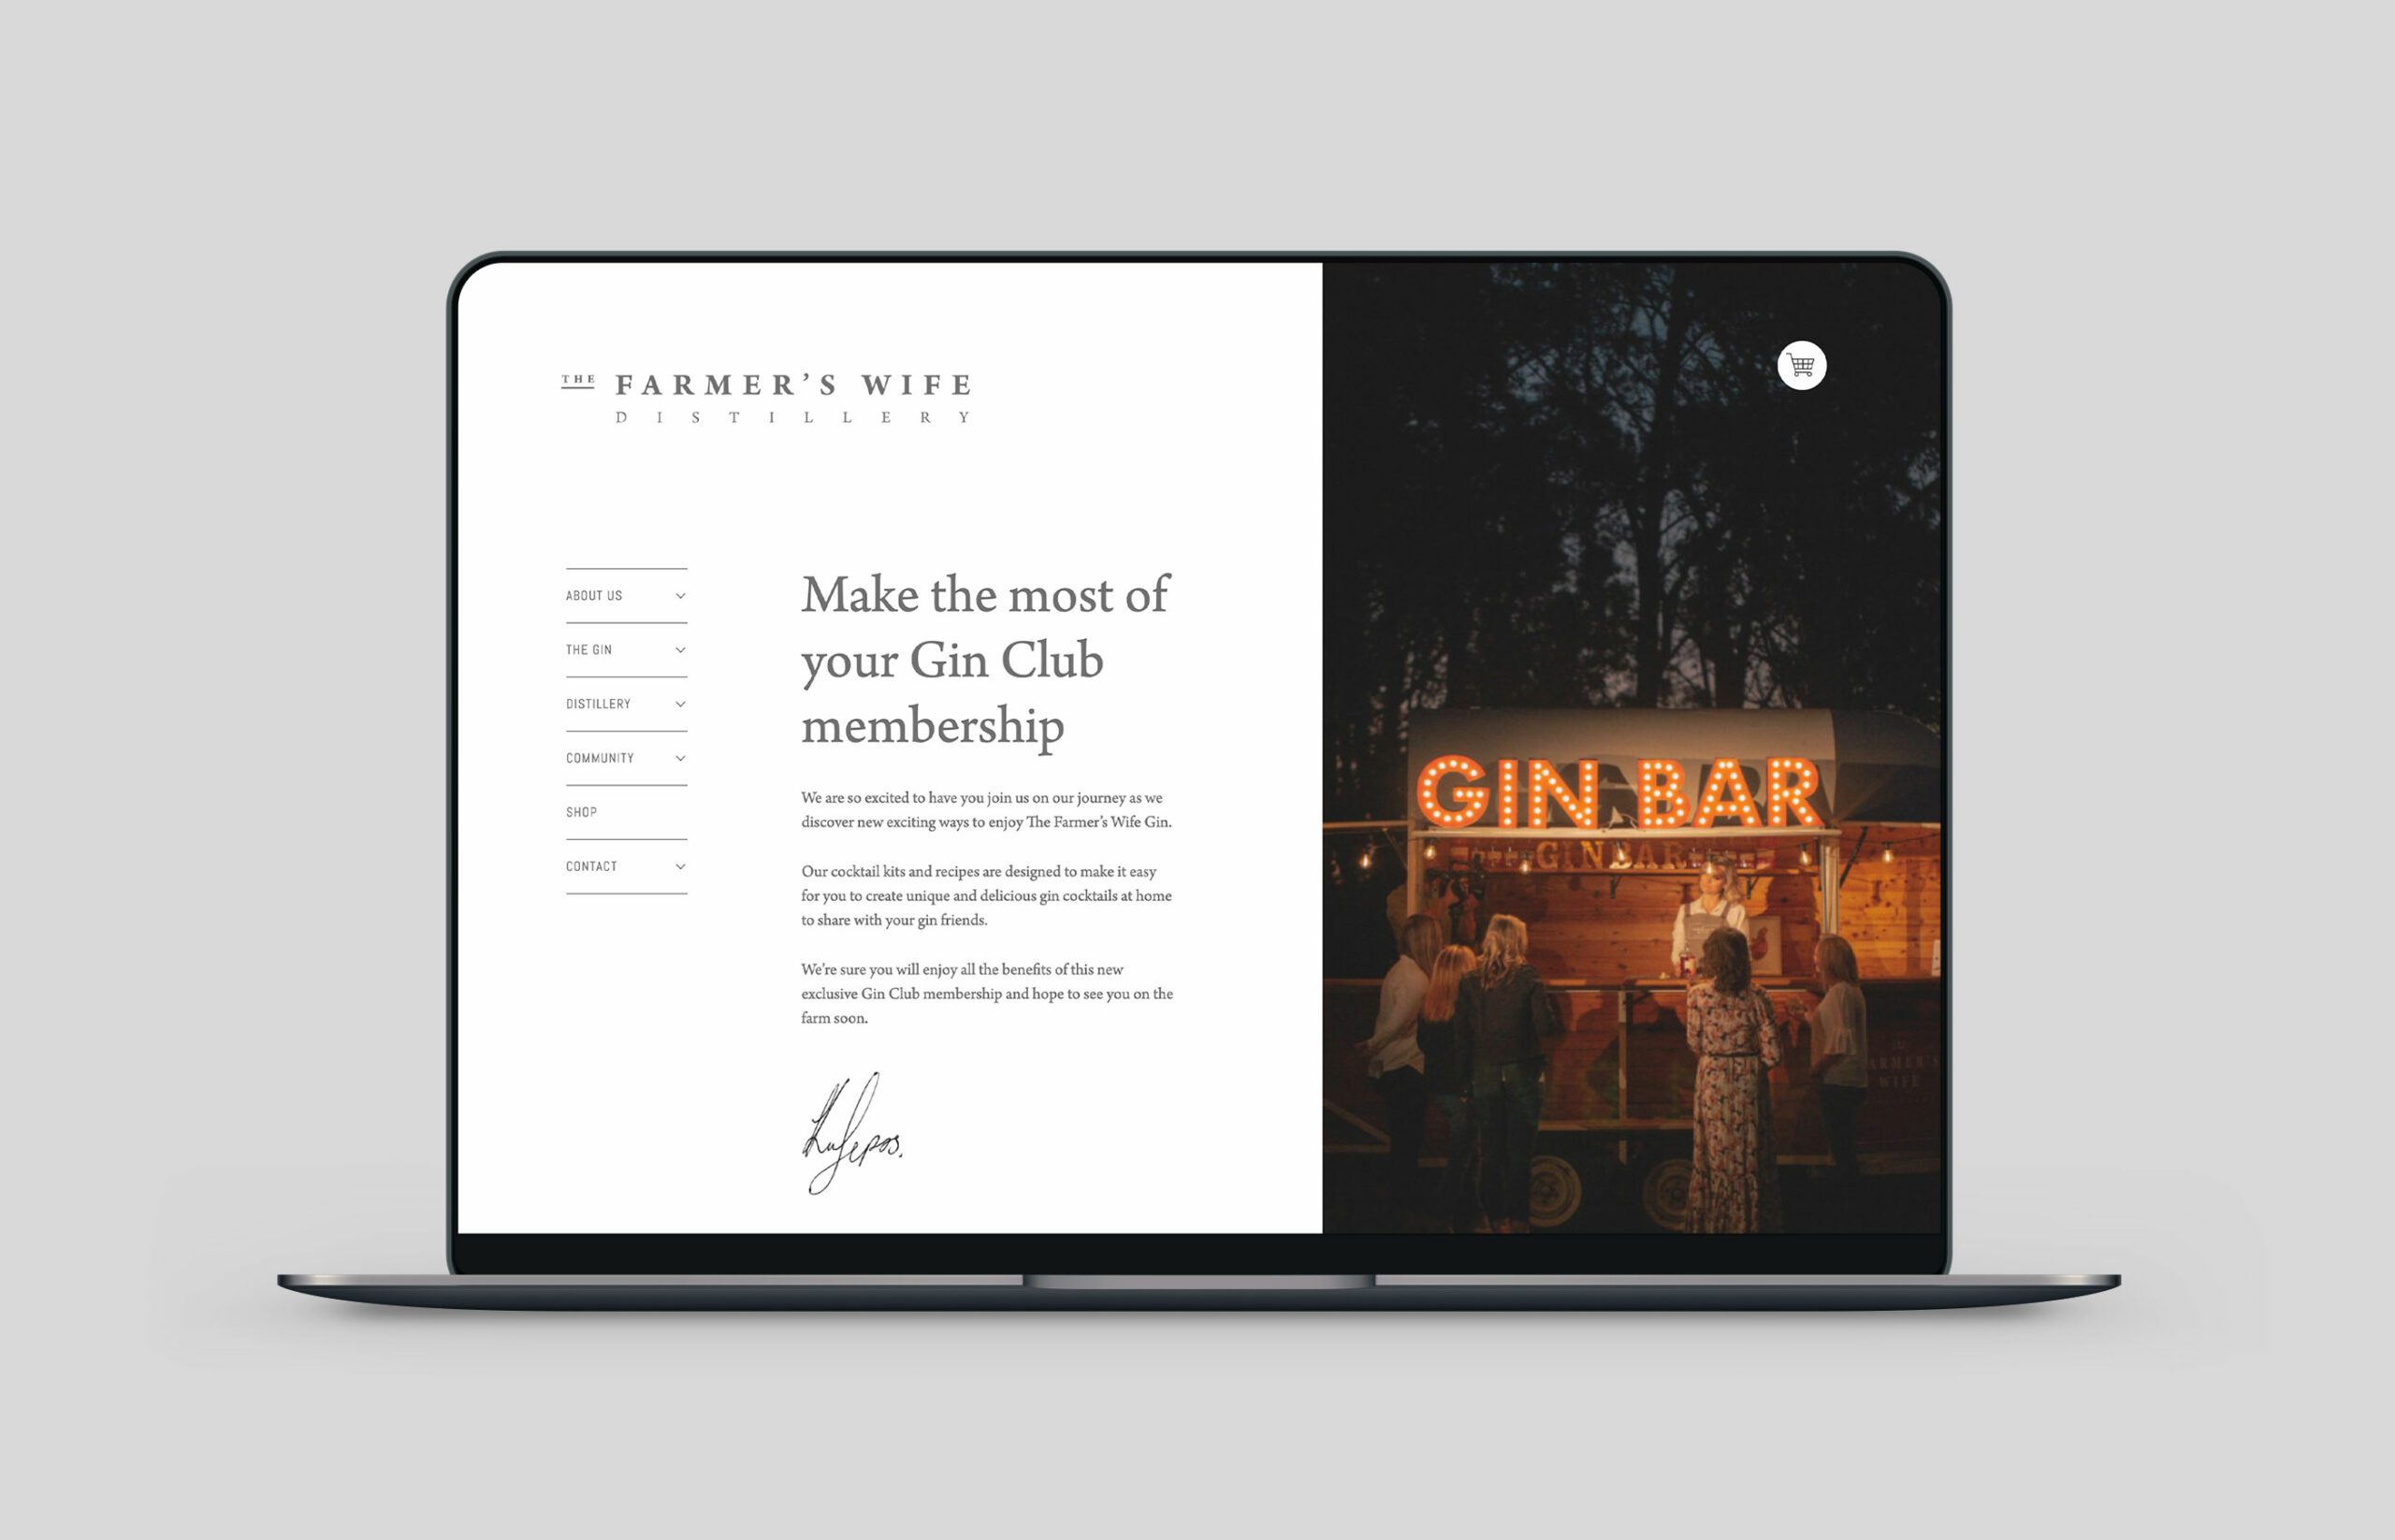 THE FARMER’S WIFE
DISTILLERY
ABOUT US
THE GIN
DISTILLERY
COMMUNITY
SHOP
CONTACT
Make the most of
your Gin Club
membership
We are so excited to have you join us on our journey as we
discover new exciting ways to enjoy The Farmer’s Wife Gin.
Our cocktail kits and recipes are designed to make it easy
for you to create unique and delicious gin cocktails at home
to share with your gin friends.
We’re sure you will enjoy all the benefits of this new
exclusive Gin Club membership and hope to see you on the
farm soon.
GIN BAR
GIN BAR
FARMER’S
WIFE